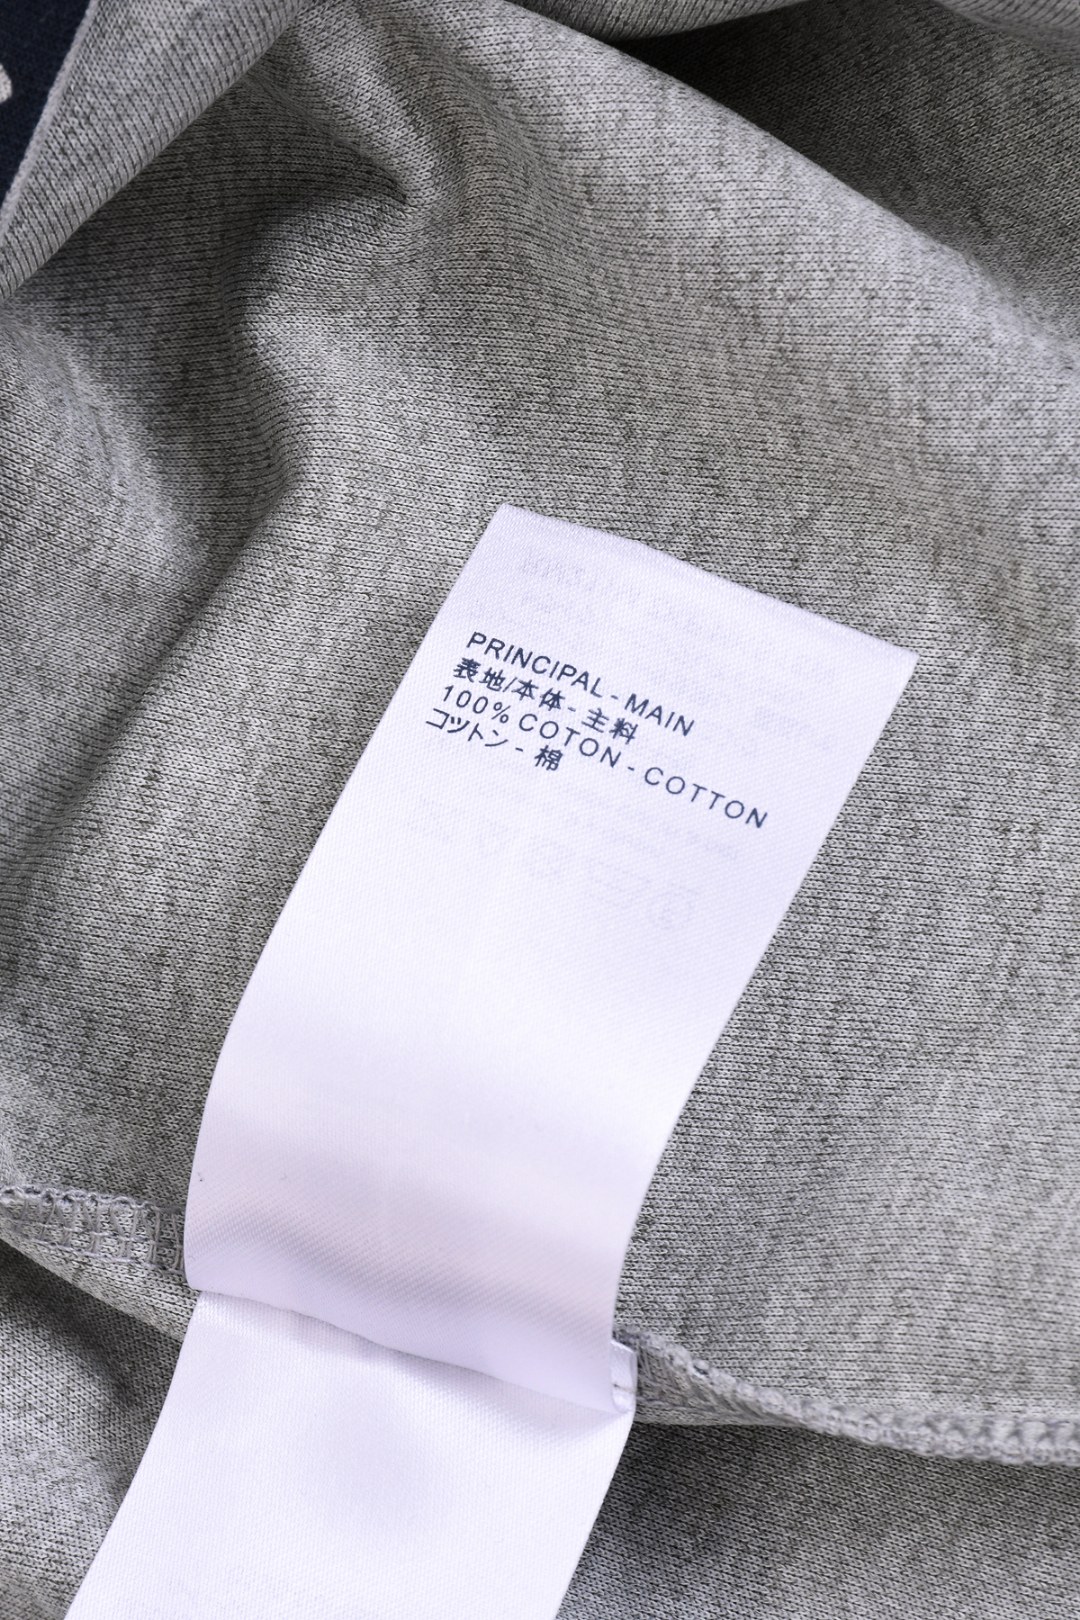 PRINCIPAL - MAIN
表地/本体 - 主料
100% COTON - COTTON
コットン - 棉